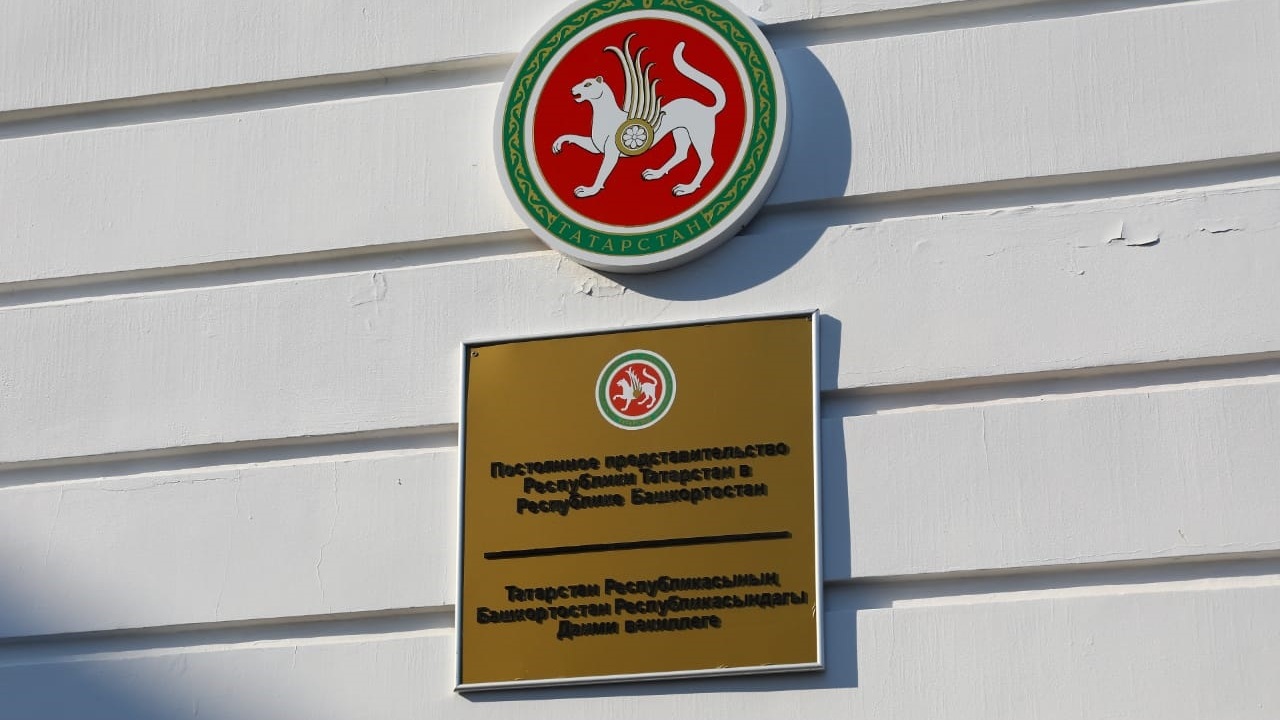 ТАТАРСТАН
Постоянное представительство
Республики Татарстан в
Республике Башкортостан
Татарстан Республикасының
Башкортостан Республикасындагы
Даими вәкиллеге